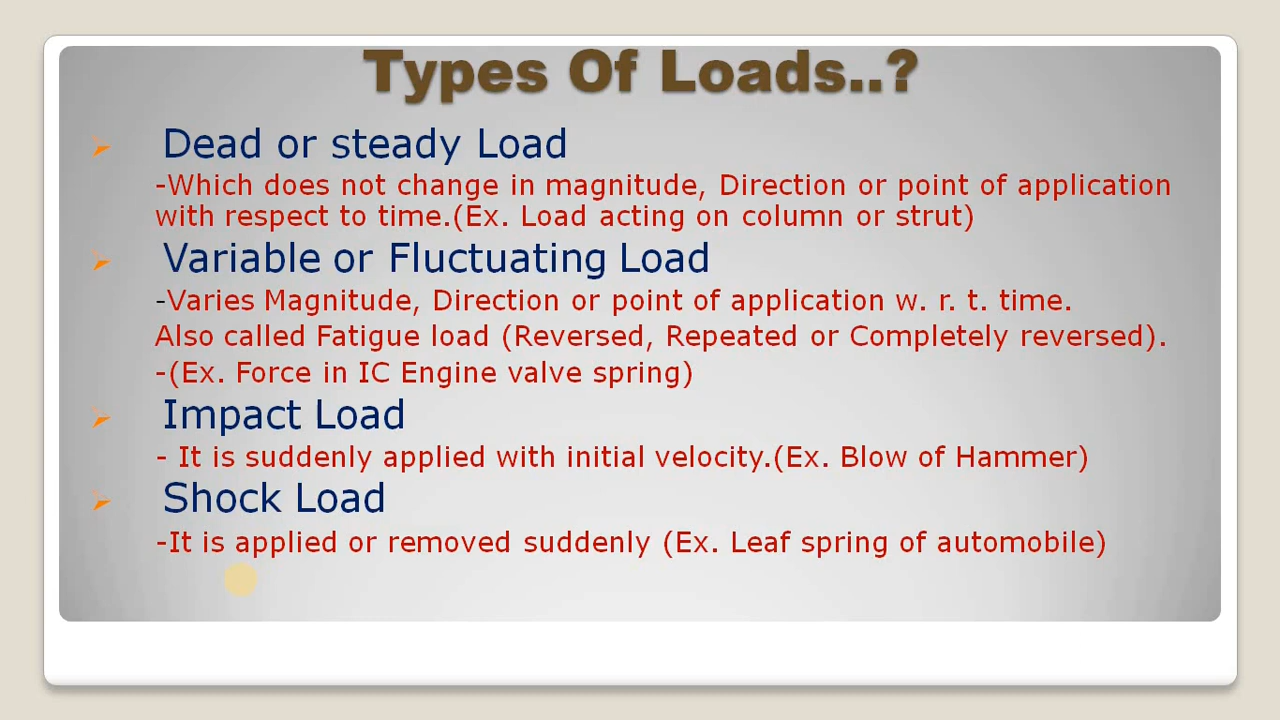 Types Of Loads..?
Dead or steady Load
-Which does not change in magnitude, Direction or point of application
with respect to time.(Ex. Load acting on column or strut)
Variable or Fluctuating Load
-Varies Magnitude, Direction or point of application w. r. t. time.
Also called Fatigue load (Reversed, Repeated or Completely reversed).
-(Ex. Force in IC Engine valve spring)
Impact Load
- It is suddenly applied with initial velocity.(Ex. Blow of Hammer)
Shock Load
-It is applied or removed suddenly (Ex. Leaf spring of automobile)